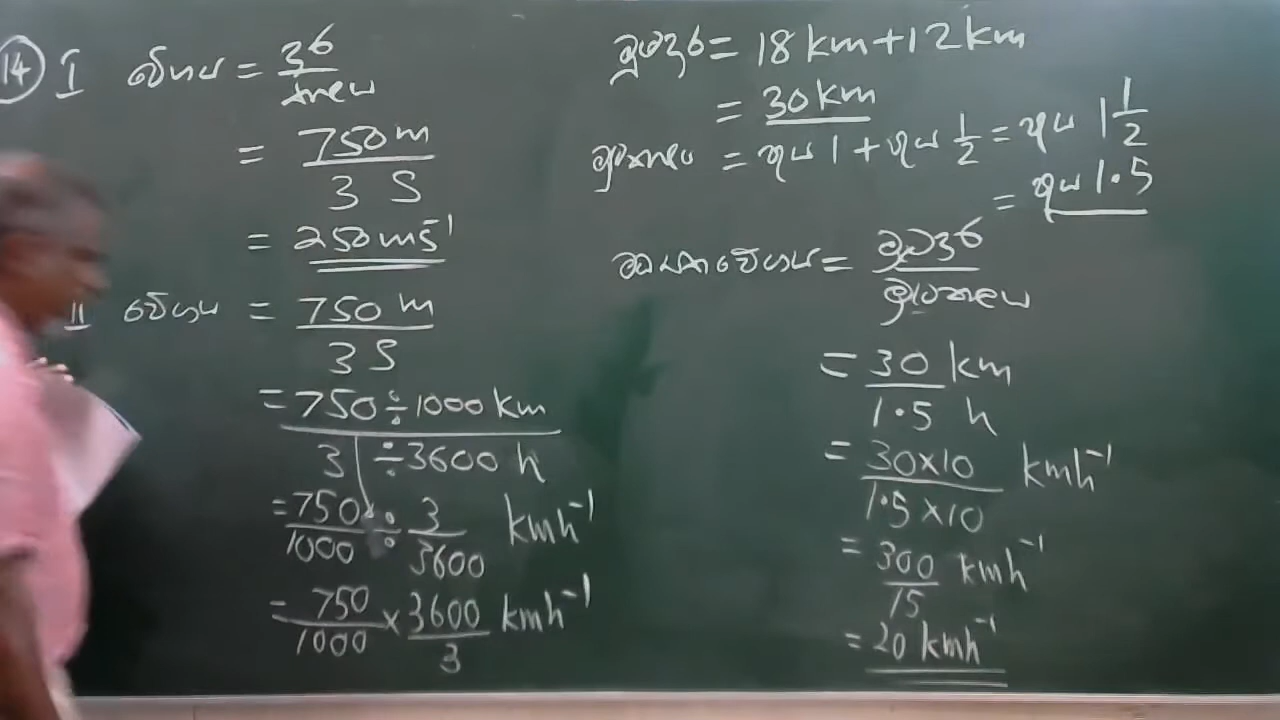 14 I වේගය = දුර / කාලය
= 750 m / 3 S
= 250 ms⁻¹
II වේගය = 750 m / 3 S
= 750 ÷ 1000 km / 3 ÷ 3600 h
= 750/1000 ÷ 3/3600 kmh⁻¹
= 750/1000 × 3600/3 kmh⁻¹
මුළු දුර = 18 km + 12 km
= 30 km
මුළු කාලය = පැය 1 + පැය 1/2 = පැය 1 1/2
= පැය 1.5
මධ්‍යක වේගය = මුළු දුර / මුළු කාලය
= 30 km / 1.5 h
= 30×10 / 1.5×10 kmh⁻¹
= 300/15 kmh⁻¹
= 20 kmh⁻¹